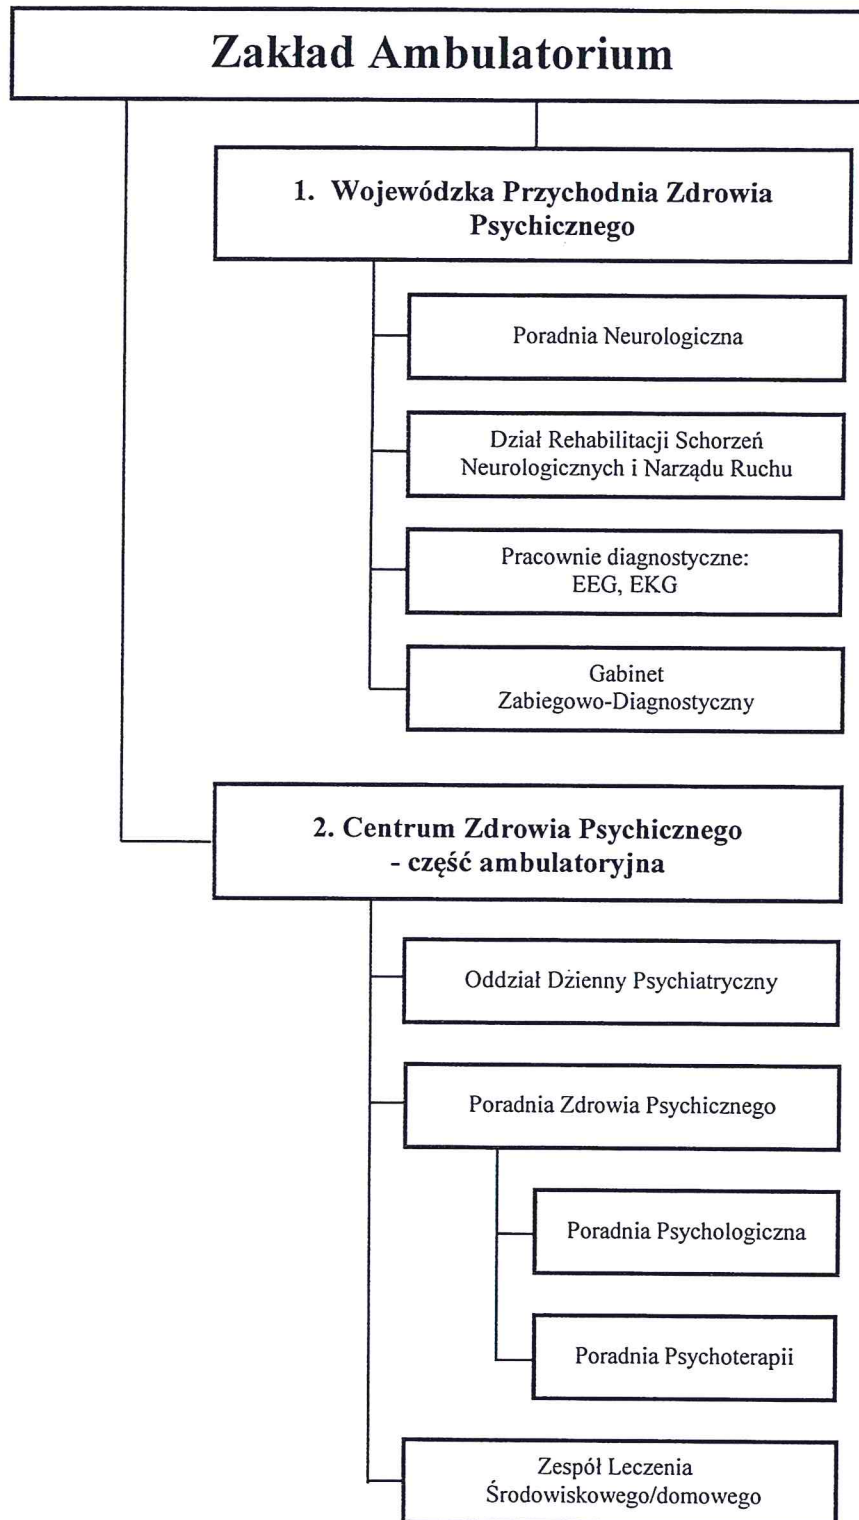 Zakład Ambulatorium
1. Wojewódzka Przychodnia Zdrowia
Psychicznego
Poradnia Neurologiczna
Dział Rehabilitacji Schorzeń
Neurologicznych i Narządu Ruchu
Pracownie diagnostyczne:
EEG, EKG
Gabinet
Zabiegowo-Diagnostyczny
2. Centrum Zdrowia Psychicznego
- część ambulatoryjna
Oddział Dzienny Psychiatryczny
Poradnia Zdrowia Psychicznego
Poradnia Psychologiczna
Poradnia Psychoterapii
Zespół Leczenia
Środowiskowego/domowego